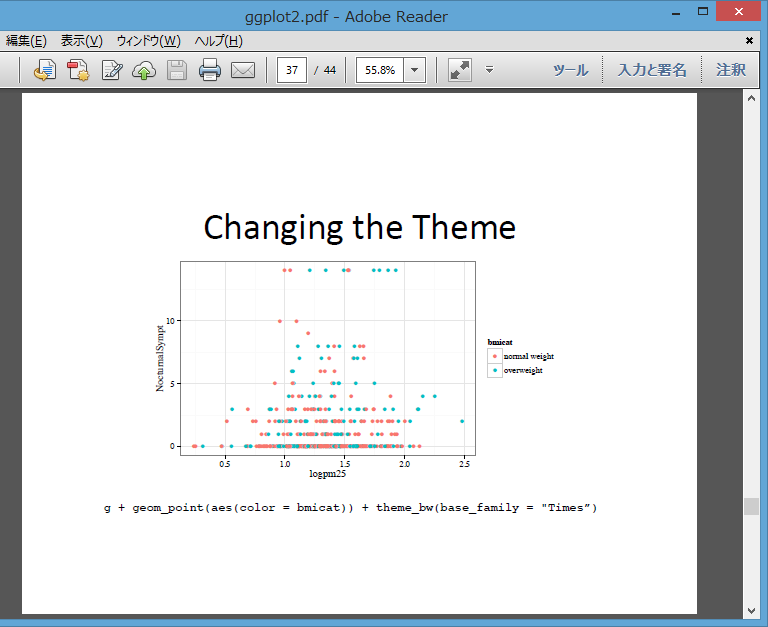 ggplot2.pdf - Adobe Reader
編集(E) 表示(V) ウィンドウ(W) ヘルプ(H)
37 / 44 55.8% ツール 入力と署名 注釈
Changing the Theme
NocturnalSympt
10
5
0
0.5 1.0 1.5 2.0 2.5
logpm25
bmicat
normal weight
overweight
g + geom_point(aes(color = bmicat)) + theme_bw(base_family = "Times”)